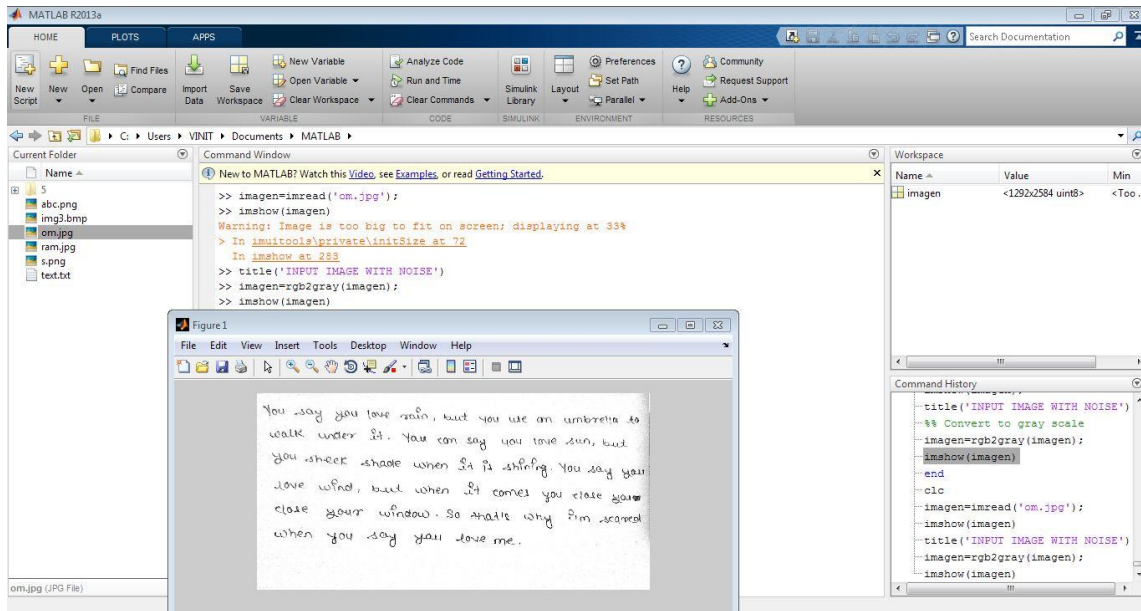 MATLAB R2013a
HOME PLOTS APPS
Search Documentation
New Script
New
Open
Find Files
Compare
Import Data
Save Workspace
New Variable
Open Variable
Clear Workspace
Analyze Code
Run and Time
Clear Commands
Simulink Library
Layout
Preferences
Set Path
Parallel
Help
Community
Request Support
Add-Ons
FILE VARIABLE CODE SIMULINK ENVIRONMENT RESOURCES
C: Users VINIT Documents MATLAB
Current Folder
Name
5
abc.png
img3.bmp
om.jpg
ram.jpg
s.png
text.txt
om.jpg (JPG File)
Command Window
New to MATLAB? Watch this Video, see Examples, or read Getting Started.
>> imagen=imread('om.jpg');
>> imshow(imagen)
Warning: Image is too big to fit on screen; displaying at 33%
> In imuitools\private\initSize at 72
In imshow at 283
>> title('INPUT IMAGE WITH NOISE')
>> imagen=rgb2gray(imagen);
>> imshow(imagen)
Figure 1
File Edit View Insert Tools Desktop Window Help
You say you love rain, but you use an umbrella to
walk under it. You can say you love sun, but
you sheek shade when it is shining. You say you
love wind, but when it comes you close your
close your window. So that's why i'm scared
when you say you love me.
Workspace
Name Value Min
imagen <1292x2584 uint8> <Too
Command History
title('INPUT IMAGE WITH NOISE')
%% Convert to gray scale
imagen=rgb2gray(imagen);
imshow(imagen)
end
clc
imagen=imread('om.jpg');
imshow(imagen)
title('INPUT IMAGE WITH NOISE')
imagen=rgb2gray(imagen);
imshow(imagen)